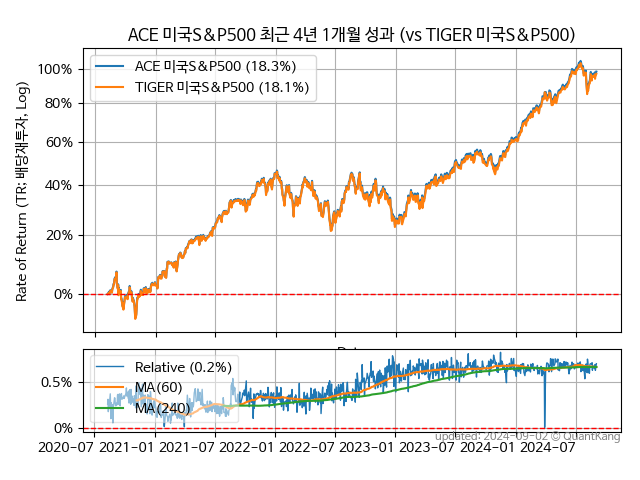 ACE 미국S&P500 최근 4년 1개월 성과 (vs TIGER 미국S&P500)
ACE 미국S&P500 (18.3%)
TIGER 미국S&P500 (18.1%)
100%
80%
60%
40%
20%
0%
Rate of Return (TR: 배당재투자, Log)
Relative (0.2%)
MA(60)
MA(240)
0.5%
0%
updated: 2024-09-02 © QuantKang
2020-07 2021-01 2021-07 2022-01 2022-07 2023-01 2023-07 2024-01 2024-07